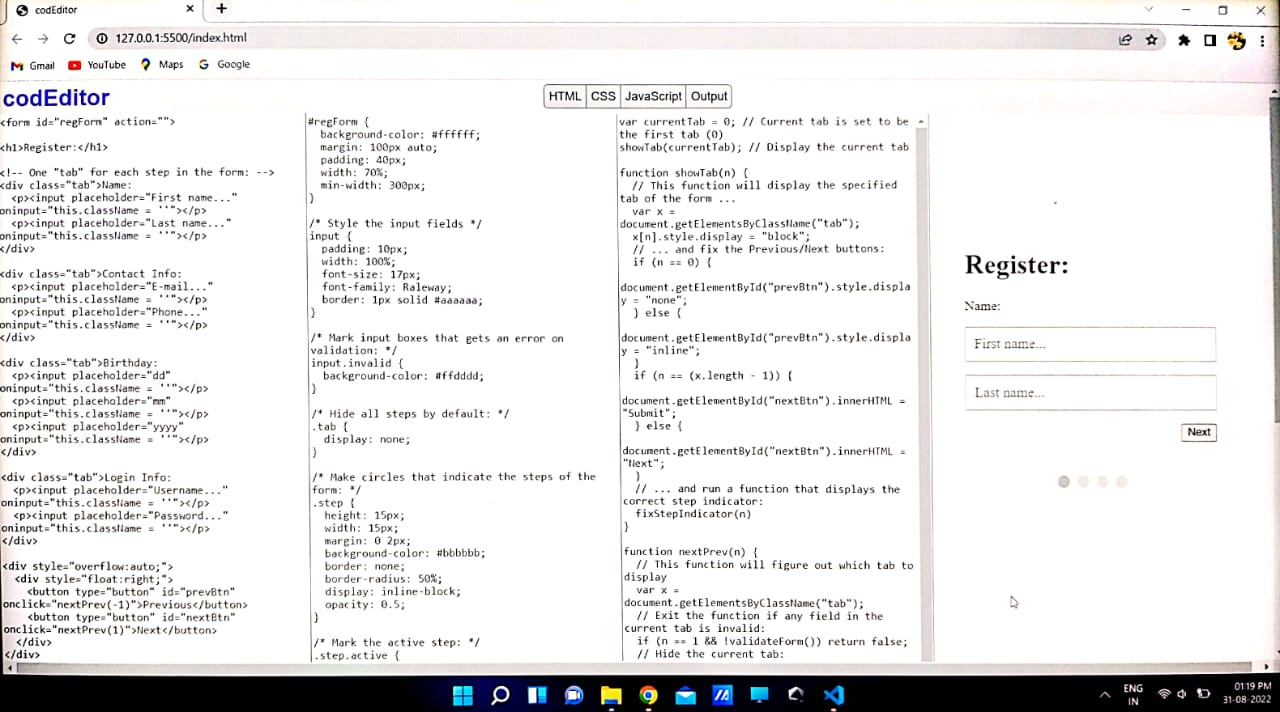 codEditor
127.0.0.1:5500/index.html
Gmail YouTube Maps Google
codEditor
HTML CSS JavaScript Output
<form id="regForm" action="">
<h1>Register:</h1>
<!-- One "tab" for each step in the form: -->
<div class="tab">Name:
<p><input placeholder="First name..."
oninput="this.className = ''"></p>
<p><input placeholder="Last name..."
oninput="this.className = ''"></p>
</div>
<div class="tab">Contact Info:
<p><input placeholder="E-mail..."
oninput="this.className = ''"></p>
<p><input placeholder="Phone..."
oninput="this.className = ''"></p>
</div>
<div class="tab">Birthday:
<p><input placeholder="dd"
oninput="this.className = ''"></p>
<p><input placeholder="mm"
oninput="this.className = ''"></p>
<p><input placeholder="yyyy"
oninput="this.className = ''"></p>
</div>
<div class="tab">Login Info:
<p><input placeholder="Username..."
oninput="this.className = ''"></p>
<p><input placeholder="Password..."
oninput="this.className = ''"></p>
</div>
<div style="overflow:auto;">
<div style="float:right;">
<button type="button" id="prevBtn"
onclick="nextPrev(-1)">Previous</button>
<button type="button" id="nextBtn"
onclick="nextPrev(1)">Next</button>
</div>
</div>
#regForm {
background-color: #ffffff;
margin: 100px auto;
padding: 40px;
width: 70%;
min-width: 300px;
}
/* Style the input fields */
input {
padding: 10px;
width: 100%;
font-size: 17px;
font-family: Raleway;
border: 1px solid #aaaaaa;
}
/* Mark input boxes that gets an error on
validation: */
input.invalid {
background-color: #ffdddd;
}
/* Hide all steps by default: */
.tab {
display: none;
}
/* Make circles that indicate the steps of the
form: */
.step {
height: 15px;
width: 15px;
margin: 0 2px;
background-color: #bbbbbb;
border: none;
border-radius: 50%;
display: inline-block;
opacity: 0.5;
}
/* Mark the active step: */
.step.active {
var currentTab = 0; // Current tab is set to be
the first tab (0)
showTab(currentTab); // Display the current tab
function showTab(n) {
// This function will display the specified
tab of the form ...
var x =
document.getElementsByClassName("tab");
x[n].style.display = "block";
// ... and fix the Previous/Next buttons:
if (n == 0) {
document.getElementById("prevBtn").style.displa
y = "none";
} else {
document.getElementById("prevBtn").style.displa
y = "inline";
}
if (n == (x.length - 1)) {
document.getElementById("nextBtn").innerHTML =
"Submit";
} else {
document.getElementById("nextBtn").innerHTML =
"Next";
}
// ... and run a function that displays the
correct step indicator:
fixStepIndicator(n)
}
function nextPrev(n) {
// This function will figure out which tab to
display
var x =
document.getElementsByClassName("tab");
// Exit the function if any field in the
current tab is invalid:
if (n == 1 && !validateForm()) return false;
// Hide the current tab:
Register:
Name:
First name...
Last name...
Next
ENG
IN
01:19 PM
31-08-2022